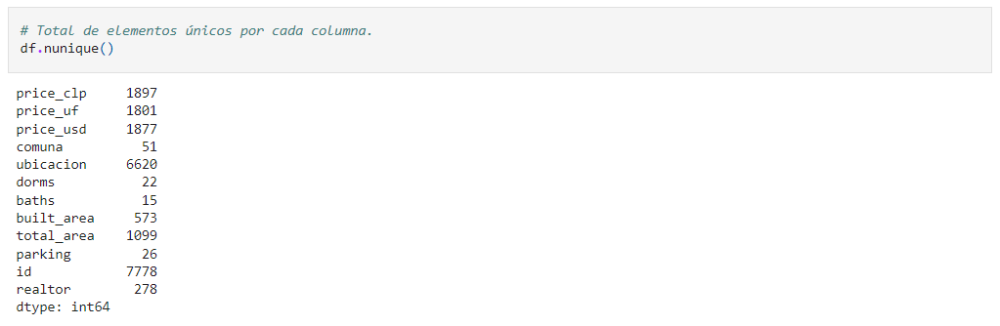 # Total de elementos únicos por cada columna.
df.nunique()
price_clp 1897
price_uf 1801
price_usd 1877
comuna 51
ubicacion 6620
dorms 22
baths 15
built_area 573
total_area 1099
parking 26
id 7778
realtor 278
dtype: int64